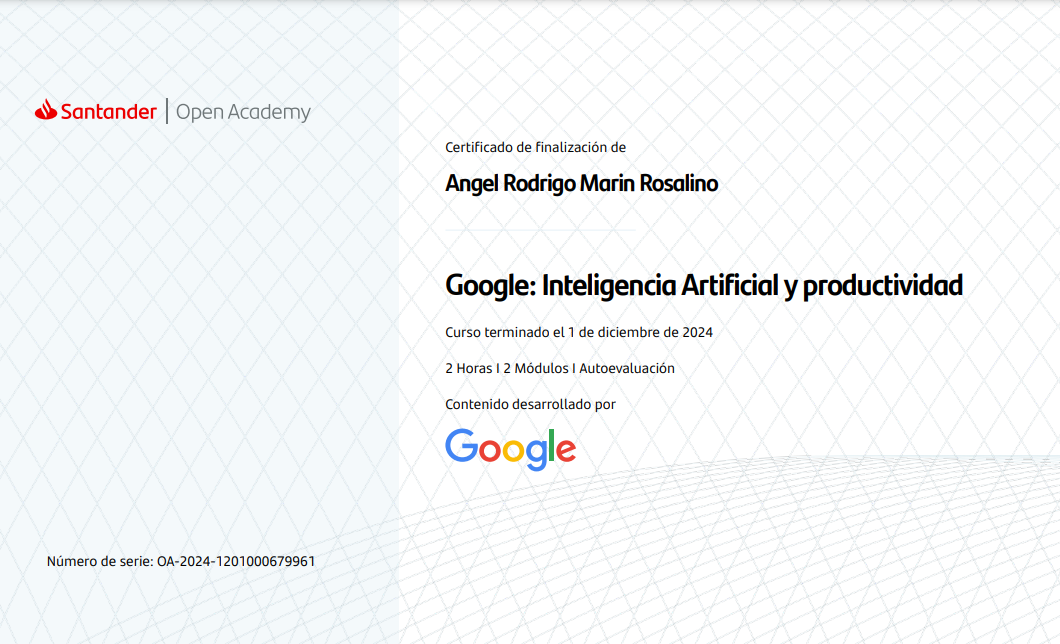 Santander | Open Academy
Certificado de finalización de
Angel Rodrigo Marin Rosalino
Google: Inteligencia Artificial y productividad
Curso terminado el 1 de diciembre de 2024
2 Horas I 2 Módulos I Autoevaluación
Contenido desarrollado por
Google
Número de serie: OA-2024-1201000679961